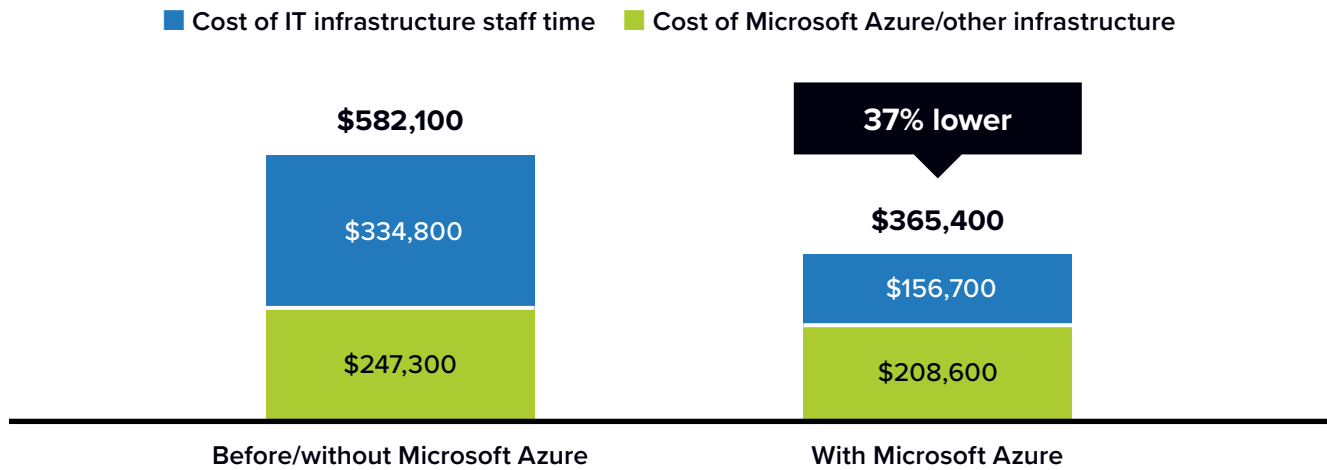 Cost of IT infrastructure staff time Cost of Microsoft Azure/other infrastructure
$582,100
37% lower
$365,400
$334,800
$156,700
$247,300
$208,600
Before/without Microsoft Azure
With Microsoft Azure